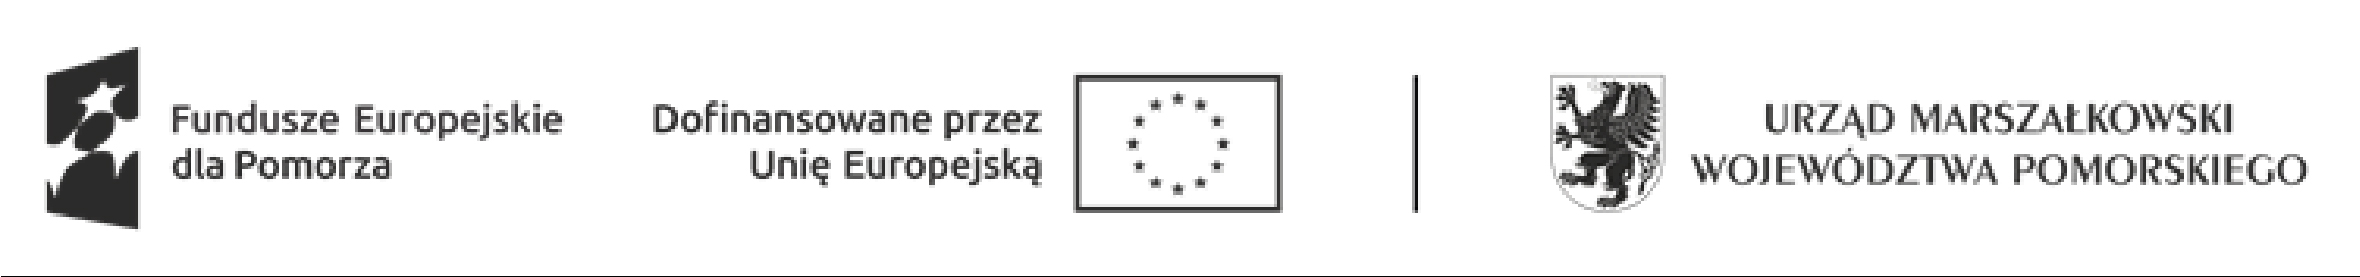 Fundusze Europejskie
dla Pomorza
Dofinansowane przez
Unię Europejską
URZĄD MARSZAŁKOWSKI
WOJEWÓDZTWA POMORSKIEGO